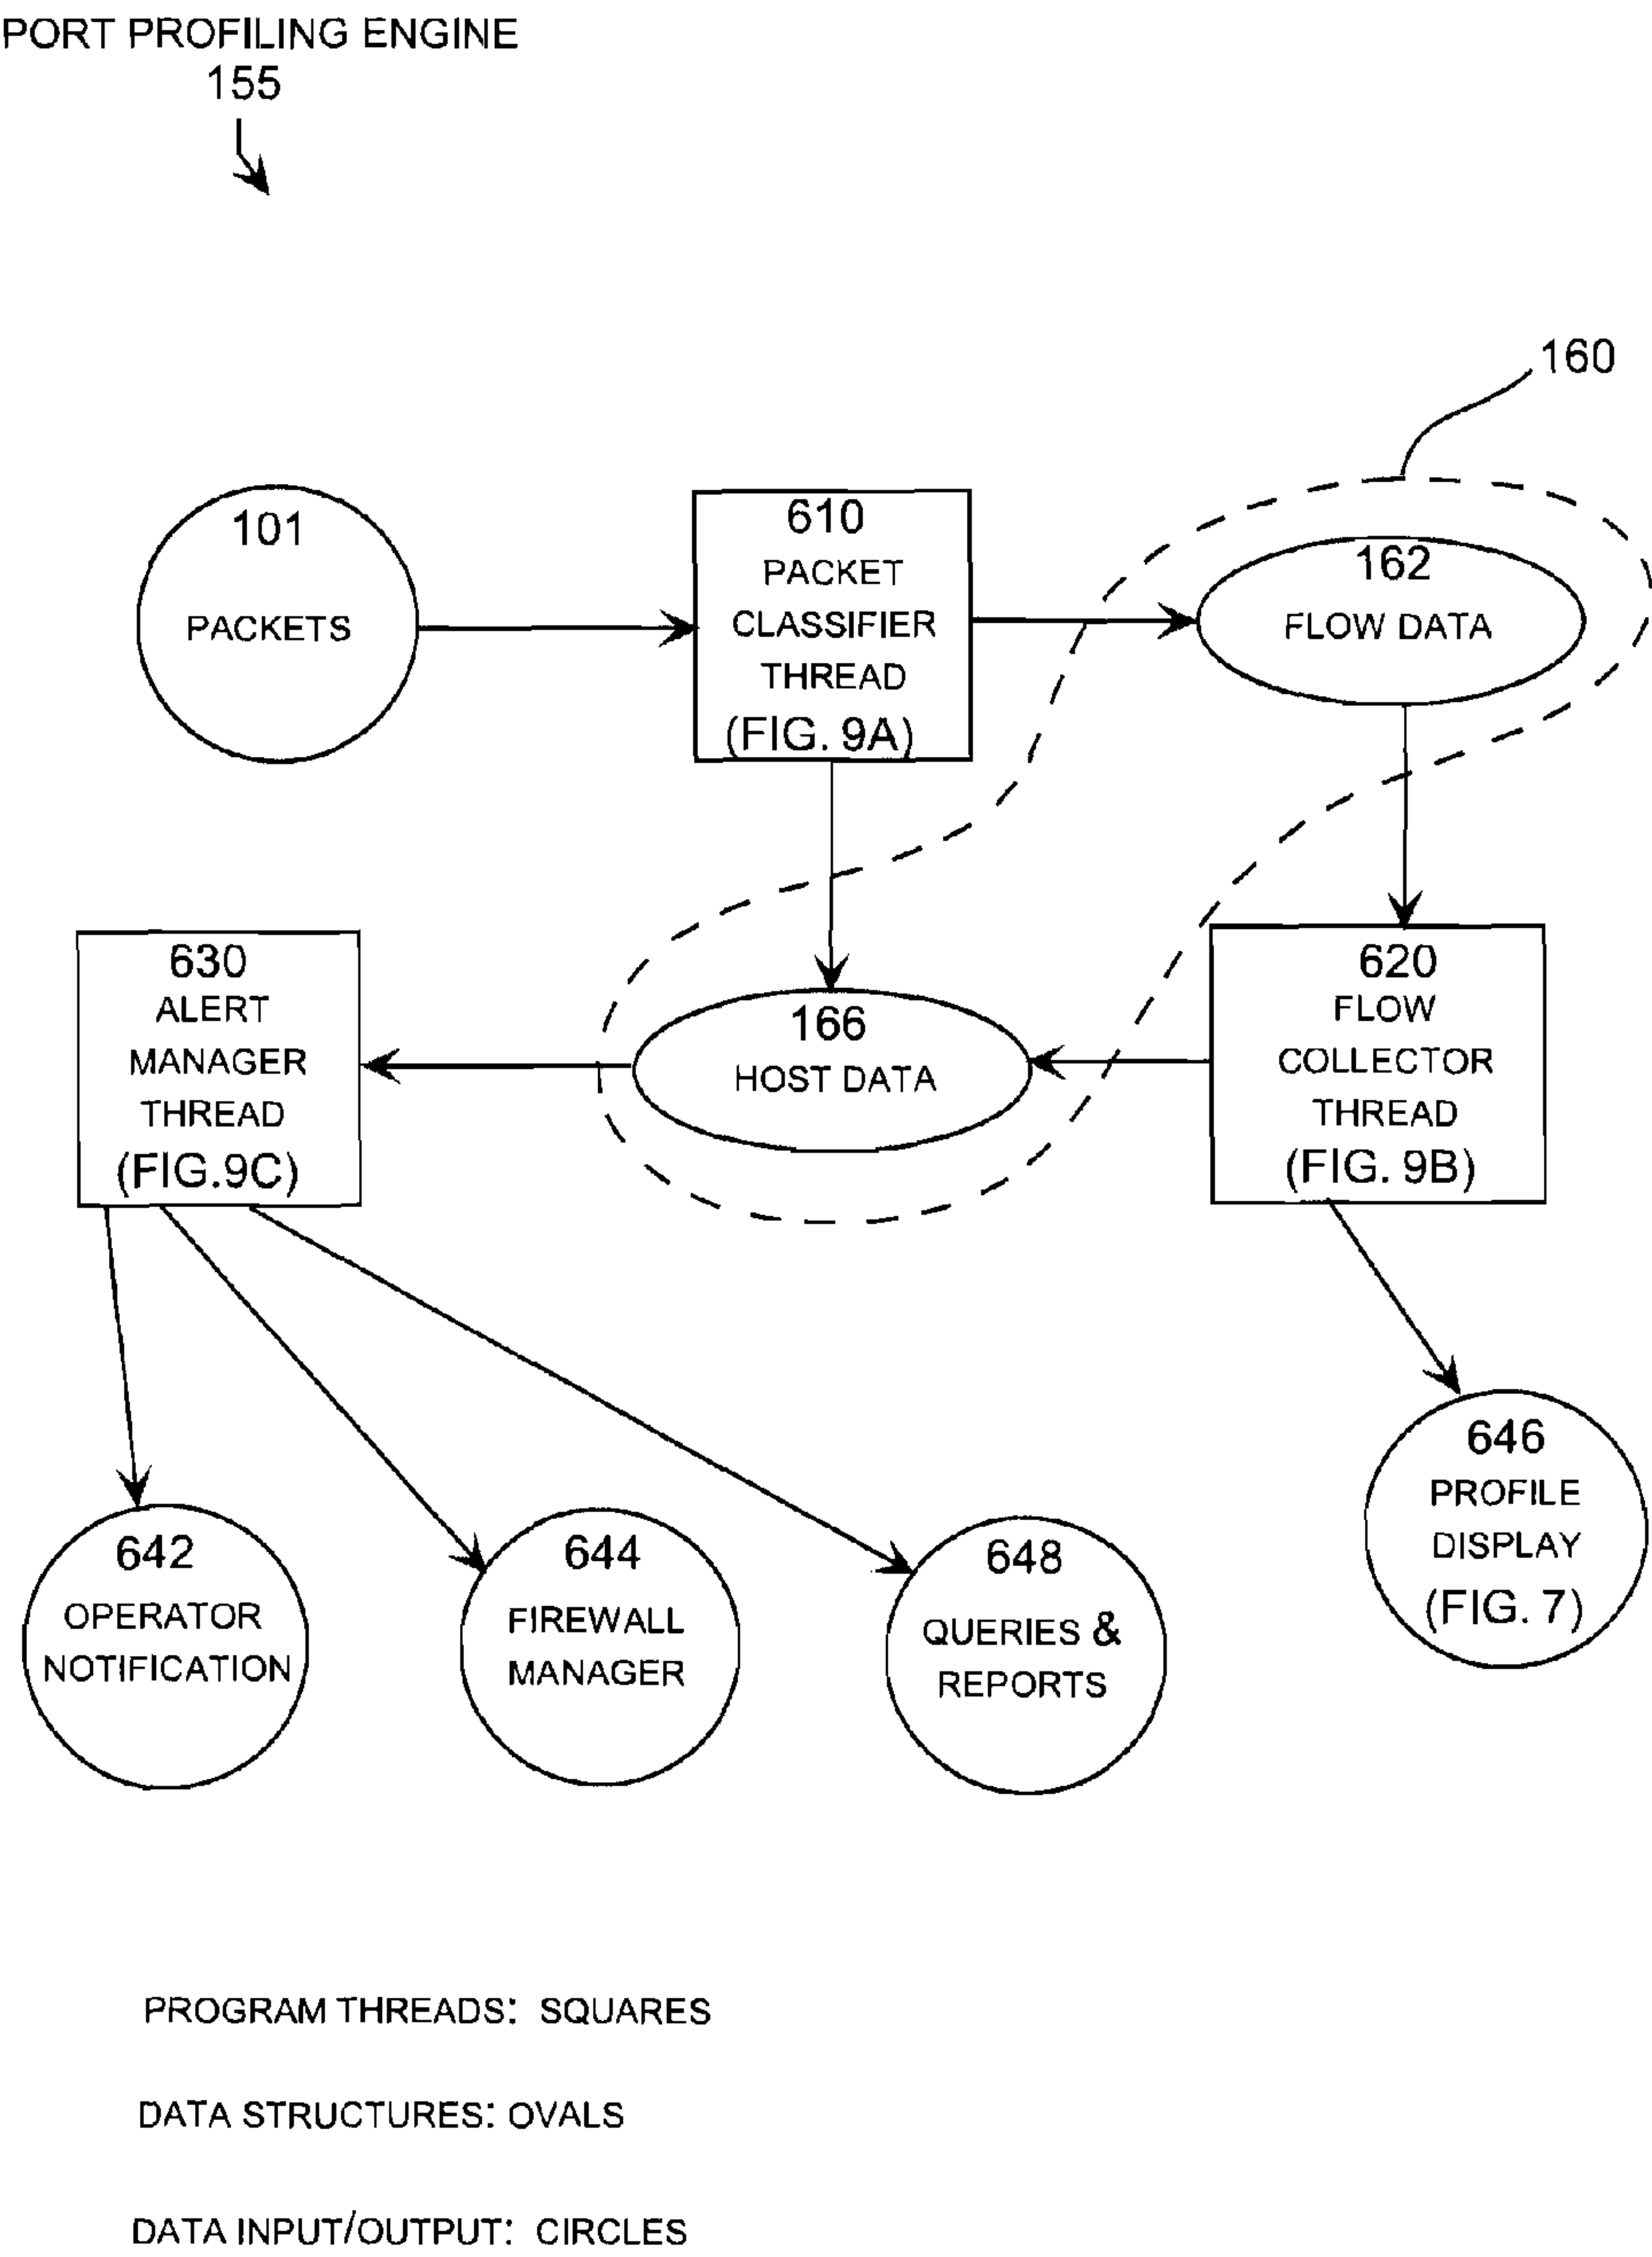 PORT PROFILING ENGINE
155
160
101
PACKETS
610
PACKET
CLASSIFIER
THREAD
(FIG. 9A)
162
FLOW DATA
630
ALERT
MANAGER
THREAD
(FIG.9C)
166
HOST DATA
620
FLOW
COLLECTOR
THREAD
(FIG. 9B)
646
PROFILE
DISPLAY
(FIG. 7)
642
OPERATOR
NOTIFICATION
644
FIREWALL
MANAGER
648
QUERIES &
REPORTS
PROGRAM THREADS: SQUARES
DATA STRUCTURES: OVALS
DATA INPUT/OUTPUT: CIRCLES